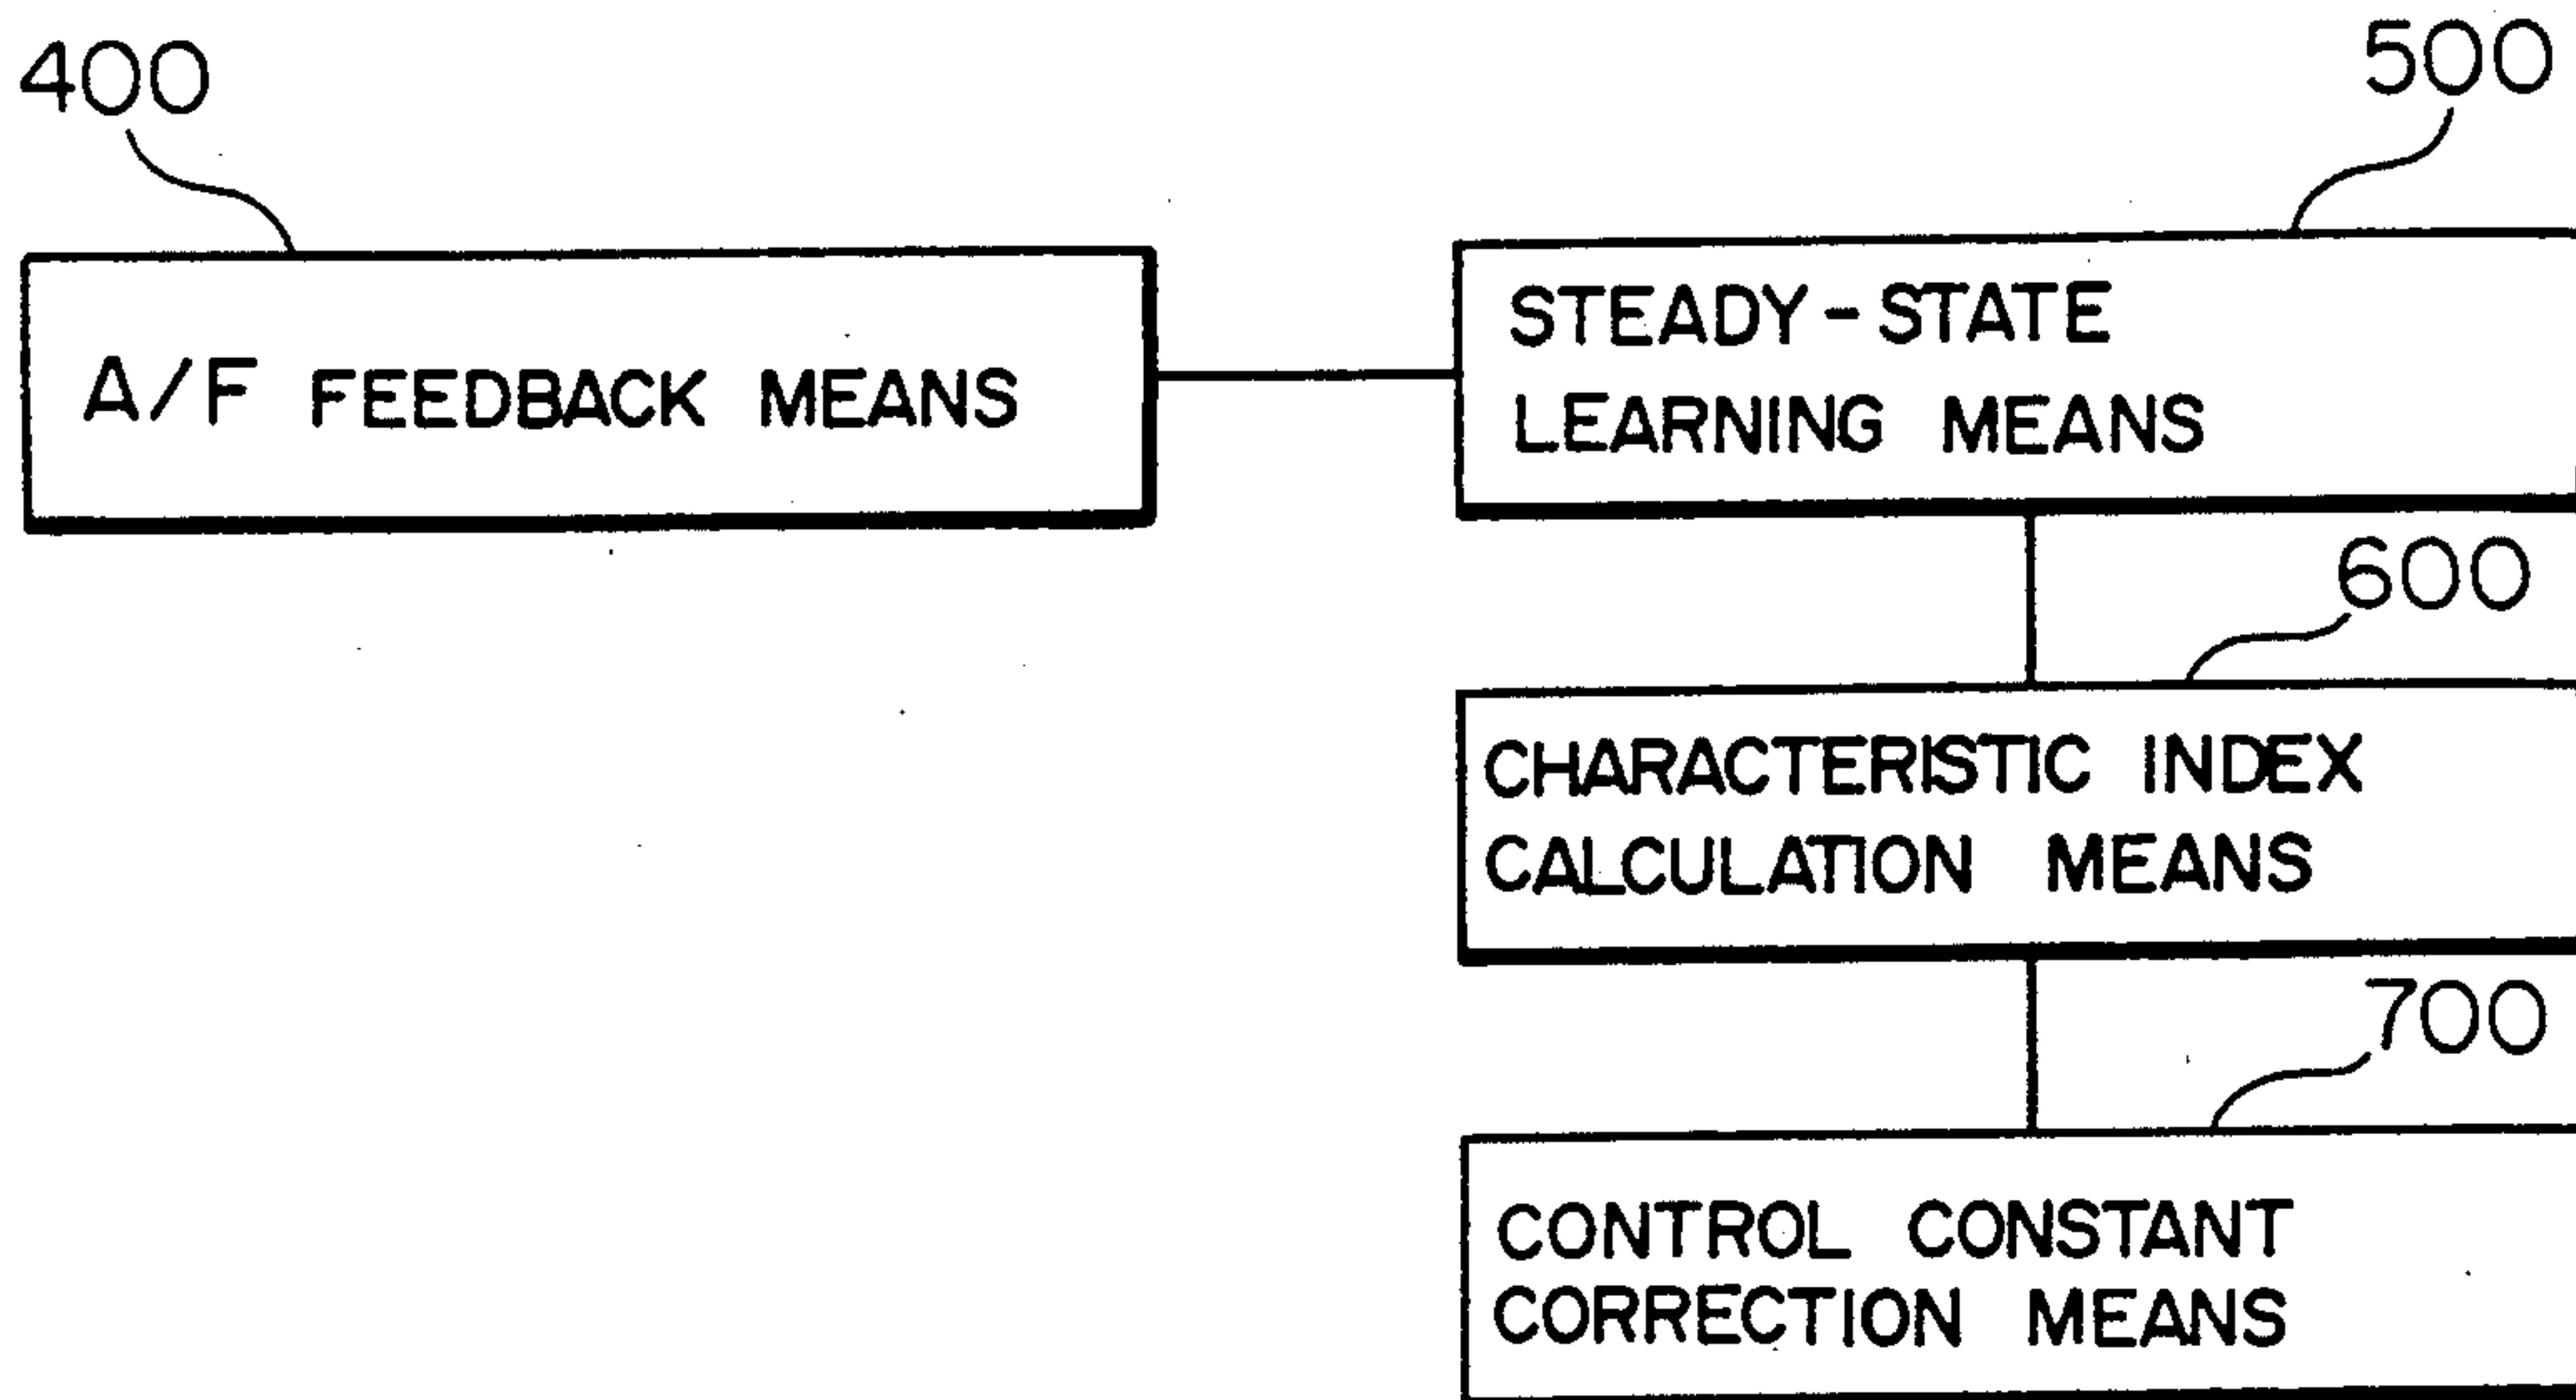 400
500
A/F FEEDBACK MEANS
STEADY-STATE
LEARNING MEANS
600
CHARACTERISTIC INDEX
CALCULATION MEANS
700
CONTROL CONSTANT
CORRECTION MEANS